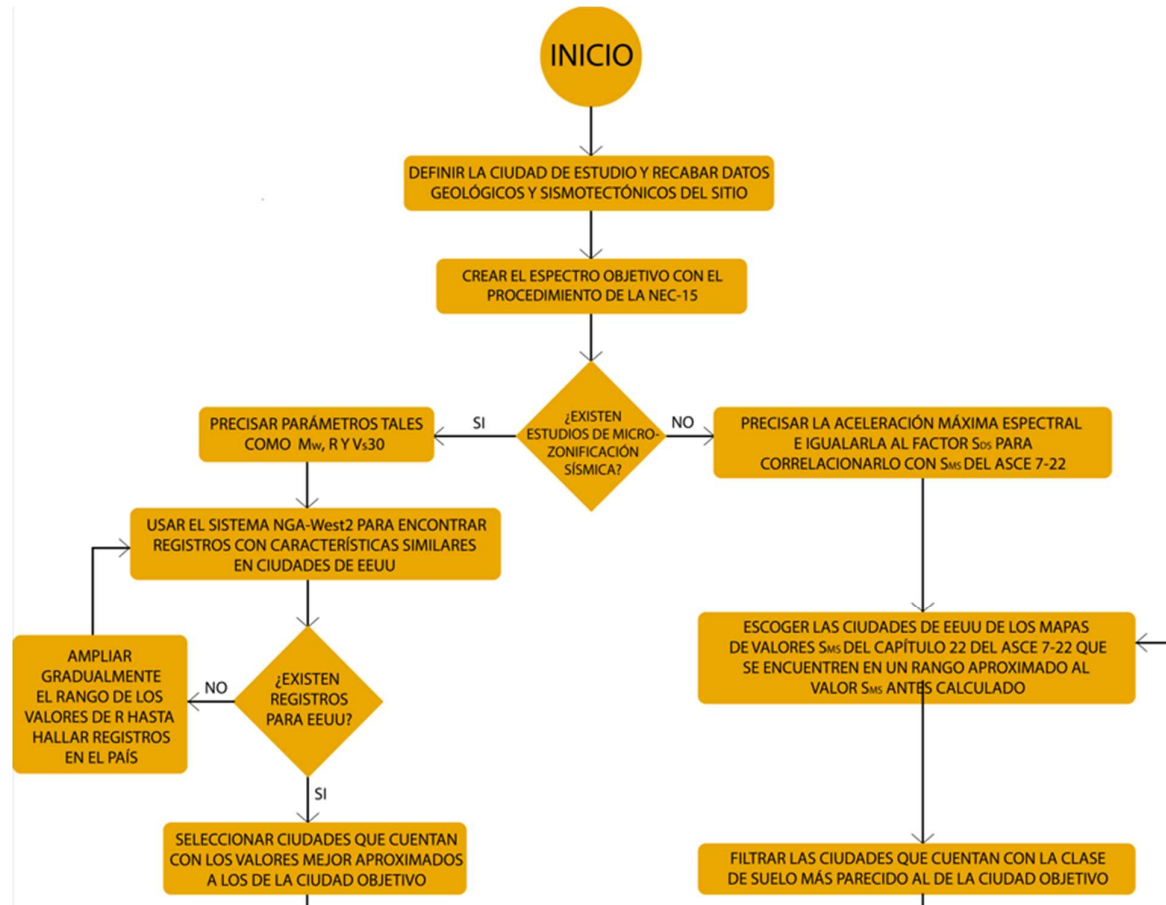 INICIO
DEFINIR LA CIUDAD DE ESTUDIO Y RECABAR DATOS
GEOLÓGICOS Y SISMOTECTÓNICOS DEL SITIO
CREAR EL ESPECTRO OBJETIVO CON EL
PROCEDIMIENTO DE LA NEC-15
¿EXISTEN
ESTUDIOS DE MICRO-
ZONIFICACIÓN
SÍSMICA?
SI
NO
PRECISAR PARÁMETROS TALES
COMO Mw, R Y Vs30
USAR EL SISTEMA NGA-West2 PARA ENCONTRAR
REGISTROS CON CARACTERÍSTICAS SIMILARES
EN CIUDADES DE EEUU
¿EXISTEN
REGISTROS
PARA EEUU?
NO
AMPLIAR
GRADUALMENTE
EL RANGO DE LOS
VALORES DE R HASTA
HALLAR REGISTROS
EN EL PAÍS
SI
SELECCIONAR CIUDADES QUE CUENTAN
CON LOS VALORES MEJOR APROXIMADOS
A LOS DE LA CIUDAD OBJETIVO
PRECISAR LA ACELERACIÓN MÁXIMA ESPECTRAL
E IGUALARLA AL FACTOR SDS PARA
CORRELACIONARLO CON SMS DEL ASCE 7-22
ESCOGER LAS CIUDADES DE EEUU DE LOS MAPAS
DE VALORES SMS DEL CAPÍTULO 22 DEL ASCE 7-22 QUE
SE ENCUENTREN EN UN RANGO APROXIMADO AL
VALOR SMS ANTES CALCULADO
FILTRAR LAS CIUDADES QUE CUENTAN CON LA CLASE
DE SUELO MÁS PARECIDO AL DE LA CIUDAD OBJETIVO